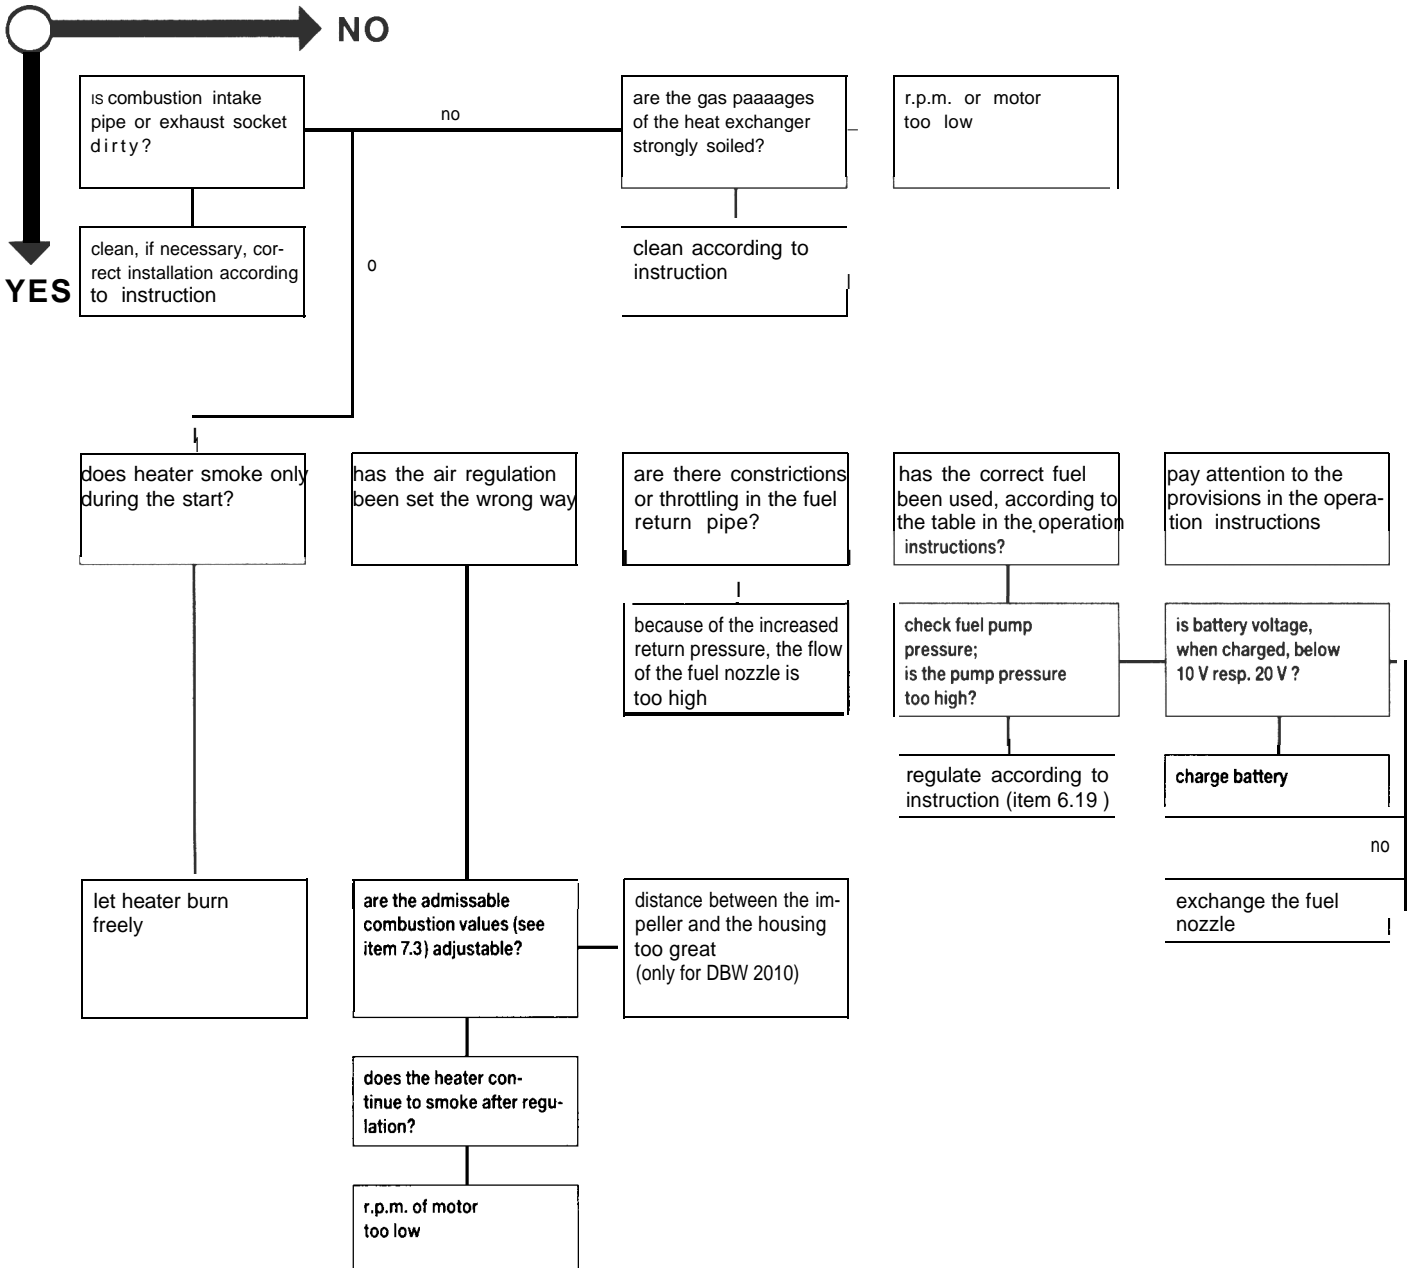 NO
YES
IS combustion intake
pipe or exhaust socket
dirty?
no
are the gas paaaages
of the heat exchanger
strongly soiled?
r.p.m. or motor
too low
clean, if necessary, cor-
rect installation according
to instruction
o
clean according to
instruction
does heater smoke only
during the start?
has the air regulation
been set the wrong way
are there constrictions
or throttling in the fuel
return pipe?
has the correct fuel
been used, according to
the table in the operation
instructions?
pay attention to the
provisions in the opera-
tion instructions
because of the increased
return pressure, the flow
of the fuel nozzle is
too high
check fuel pump
pressure;
is the pump pressure
too high?
is battery voltage,
when charged, below
10 V resp. 20 V ?
regulate according to
instruction (item 6.19 )
charge battery
no
let heater burn
freely
are the admissable
combustion values (see
item 7.3) adjustable?
distance between the im-
peller and the housing
too great
(only for DBW 2010)
exchange the fuel
nozzle
does the heater con-
tinue to smoke after regu-
lation?
r.p.m. of motor
too low